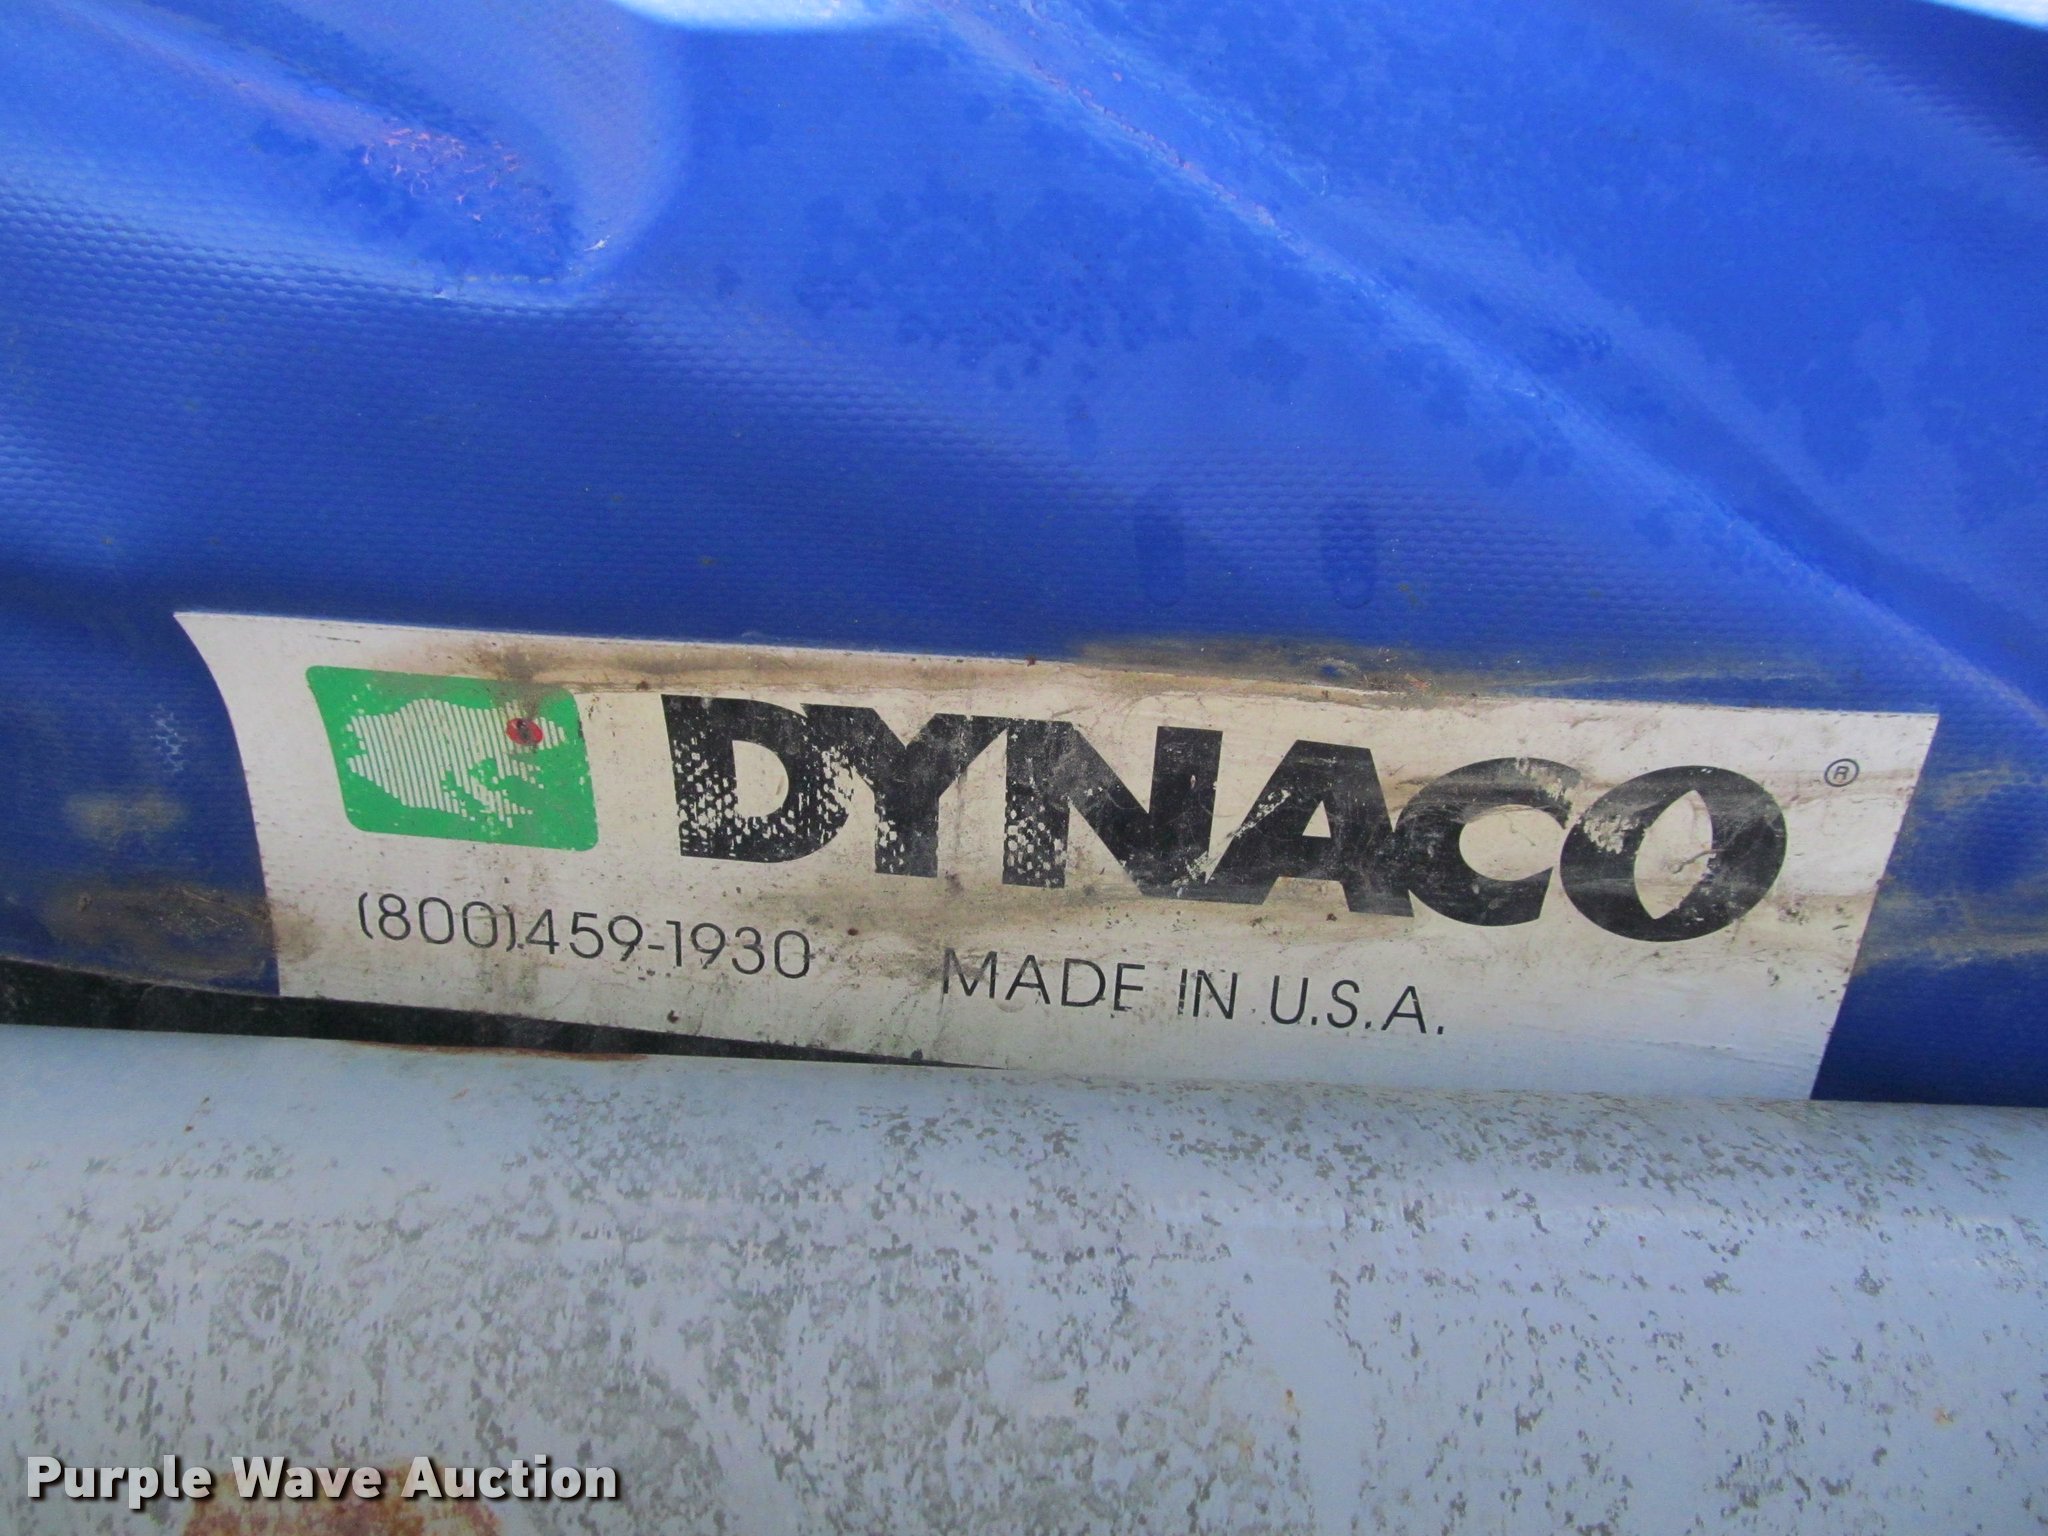 DYNACO ®
(800)459-1930 MADE IN U.S.A.
Purple Wave Auction